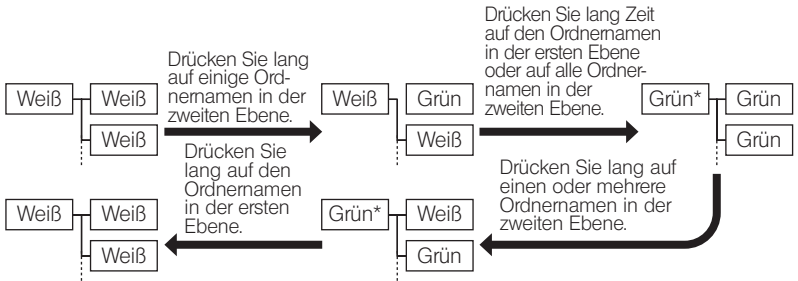 Drücken Sie lang
auf einige Ord-
nernamen in der
zweiten Ebene.
Drücken Sie lang Zeit
auf den Ordnernamen
in der ersten Ebene
oder auf alle Ordner-
namen in der
zweiten Ebene.
Weiß Weiß
Weiß
Weiß Grün
Weiß
Grün* Grün
Grün
Drücken Sie
lang auf den
Ordnernamen
in der ersten
Ebene.
Drücken Sie lang auf
einen oder mehrere
Ordnernamen in der
zweiten Ebene.
Weiß Weiß
Weiß
Grün* Weiß
Grün